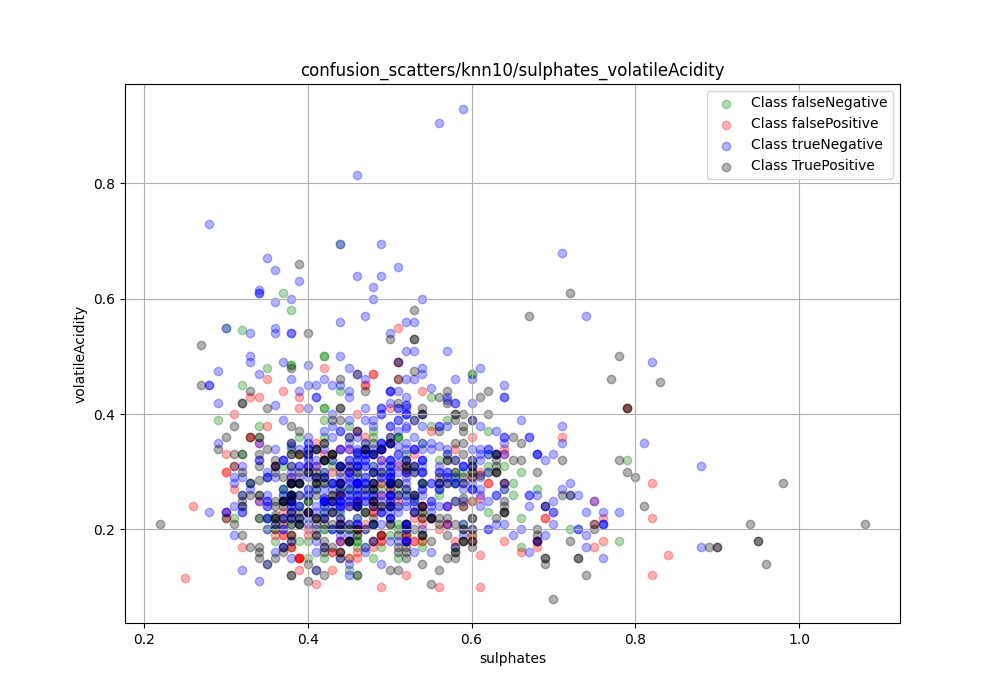 confusion_scatters/knn10/sulphates_volatileAcidity
Class falseNegative
Class falsePositive
Class trueNegative
Class TruePositive
volatileAcidity
0.8
0.6
0.4
0.2
0.2 0.4 0.6 0.8 1.0
sulphates